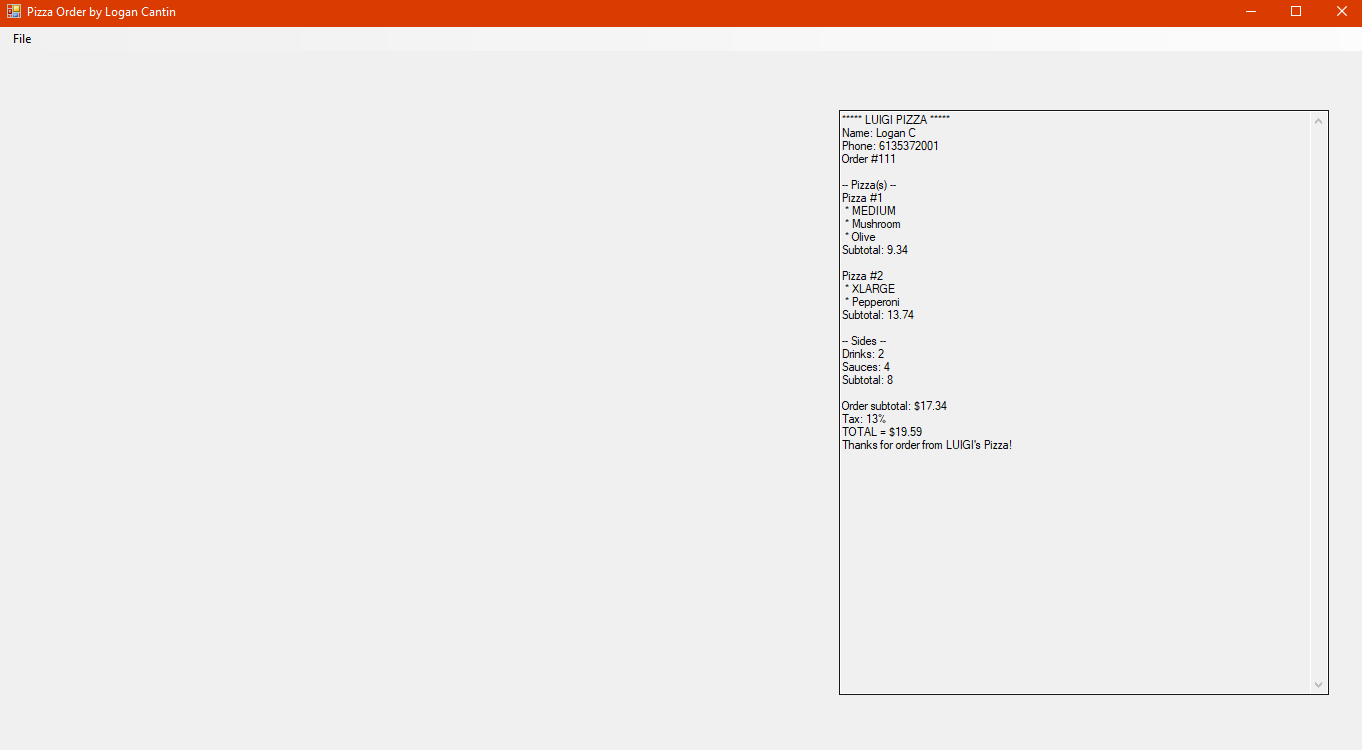 Pizza Order by Logan Cantin
File
***** LUIGI PIZZA *****
Name: Logan C
Phone: 6135372001
Order #111
-- Pizza(s) --
Pizza #1
* MEDIUM
* Mushroom
* Olive
Subtotal: 9.34
Pizza #2
* XLARGE
* Pepperoni
Subtotal: 13.74
-- Sides --
Drinks: 2
Sauces: 4
Subtotal: 8
Order subtotal: $17.34
Tax: 13%
TOTAL = $19.59
Thanks for order from LUIGI's Pizza!